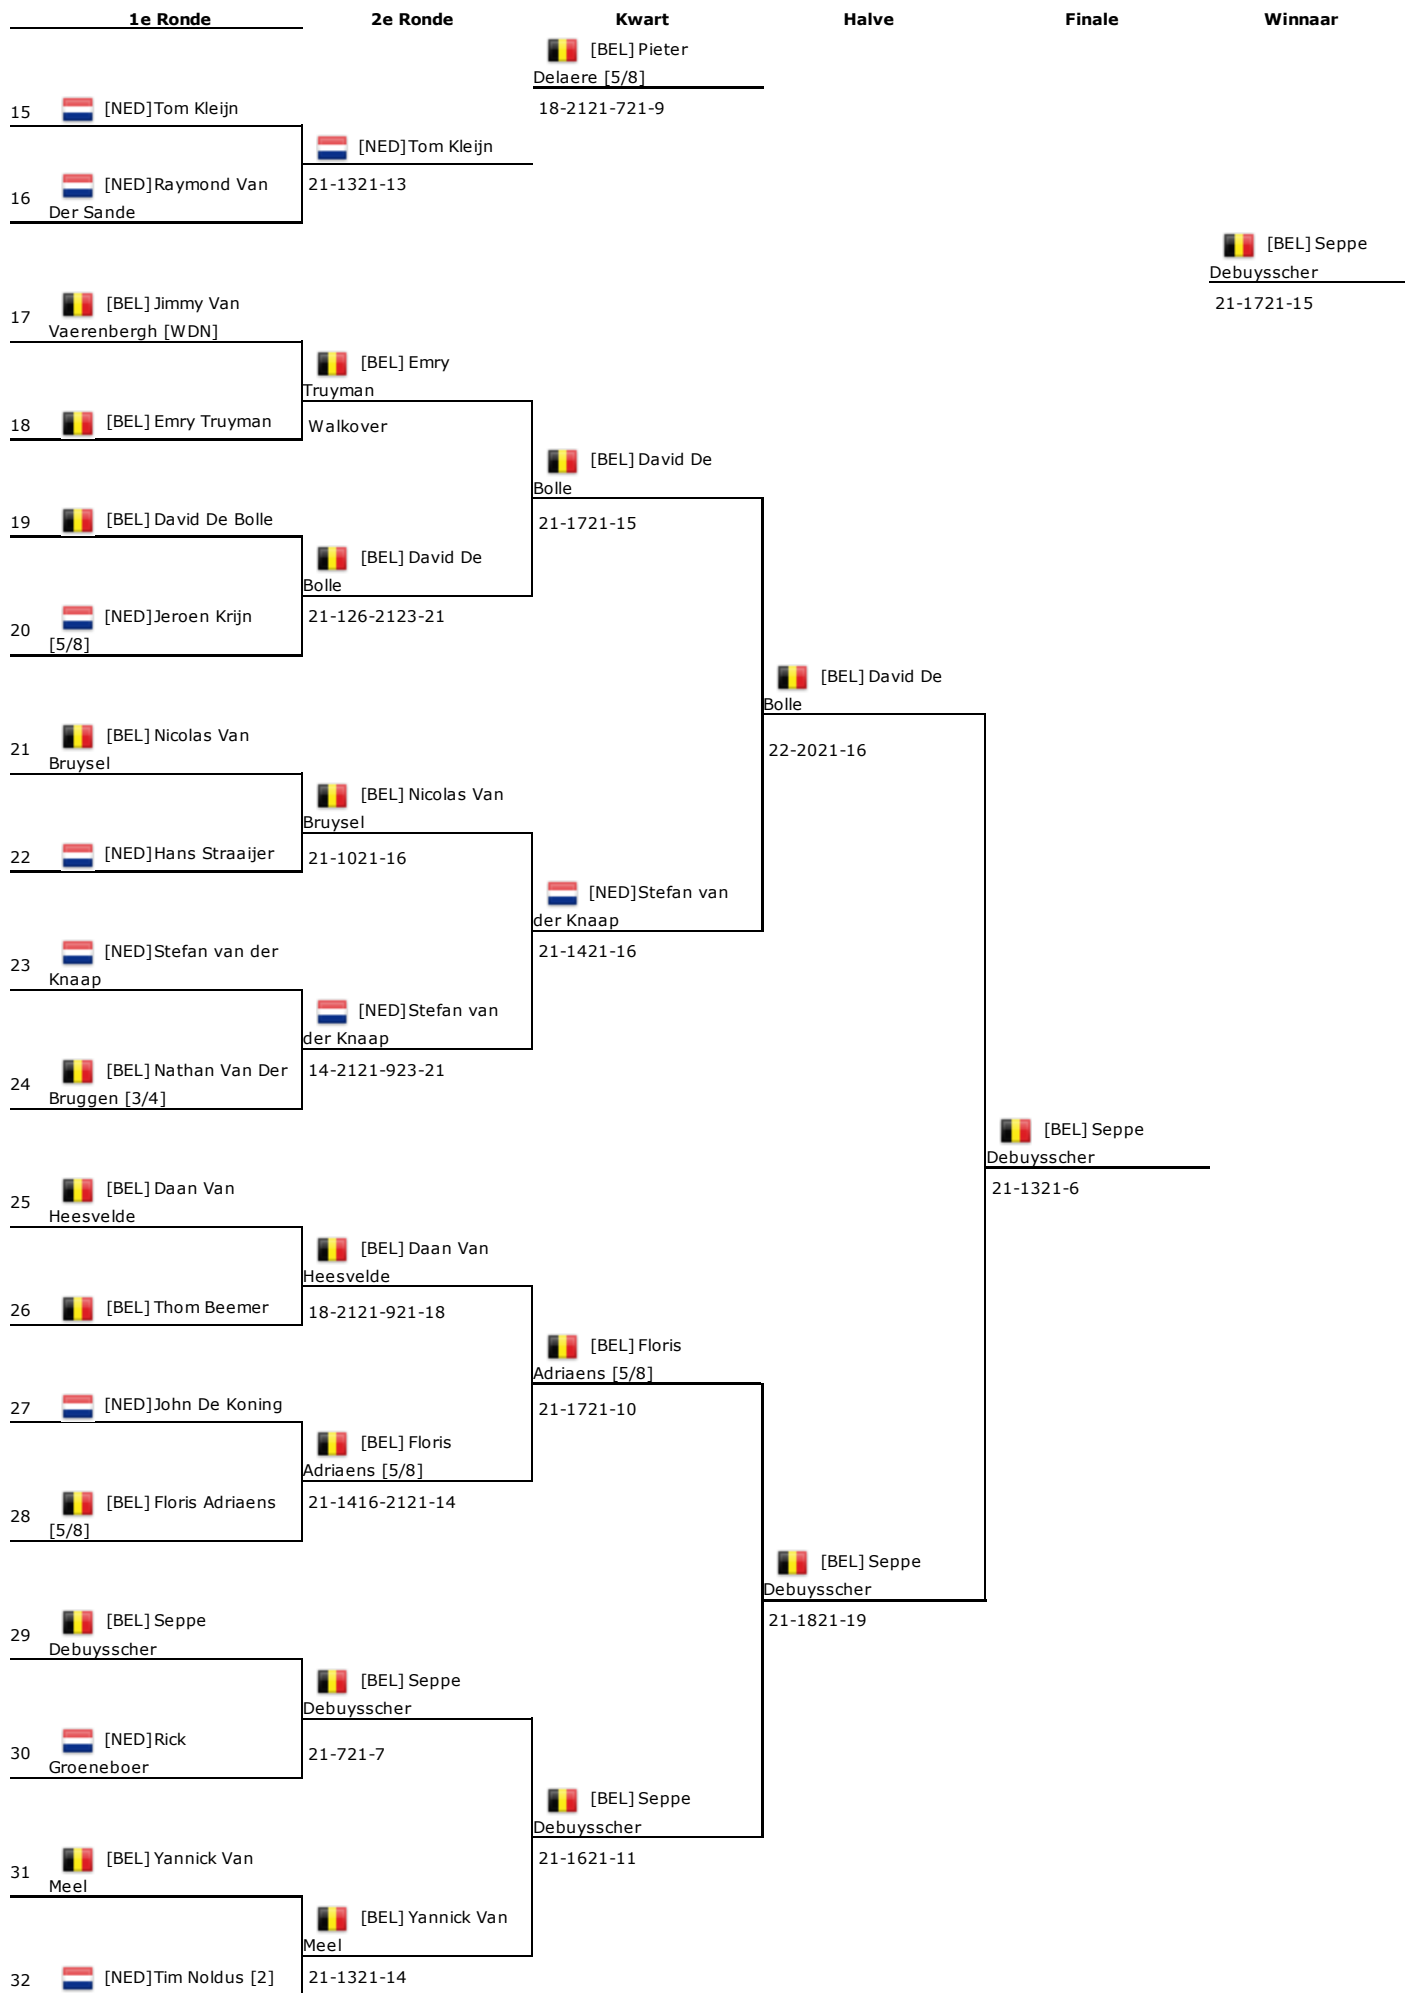 1e Ronde 2e Ronde Kwart Halve Finale Winnaar
[BEL] Pieter
Delaere [5/8]
18-2121-721-9
15 [NED] Tom Kleijn
[NED] Tom Kleijn
21-1321-13
16 [NED] Raymond Van
Der Sande
[BEL] Seppe
Debuysscher
21-1721-15
17 [BEL] Jimmy Van
Vaerenbergh [WDN]
[BEL] Emry
Truyman
Walkover
18 [BEL] Emry Truyman
[BEL] David De
Bolle
21-1721-15
19 [BEL] David De Bolle
[BEL] David De
Bolle
21-126-2123-21
20 [NED] Jeroen Krijn
[5/8]
[BEL] David De
Bolle
22-2021-16
21 [BEL] Nicolas Van
Bruysel
[BEL] Nicolas Van
Bruysel
21-1021-16
22 [NED] Hans Straaijer
[NED] Stefan van
der Knaap
21-1421-16
23 [NED] Stefan van der
Knaap
[NED] Stefan van
der Knaap
14-2121-923-21
24 [BEL] Nathan Van Der
Bruggen [3/4]
[BEL] Seppe
Debuysscher
21-1321-6
25 [BEL] Daan Van
Heesvelde
[BEL] Daan Van
Heesvelde
18-2121-921-18
26 [BEL] Thom Beemer
[BEL] Floris
Adriaens [5/8]
21-1721-10
27 [NED] John De Koning
[BEL] Floris
Adriaens [5/8]
21-1416-2121-14
28 [BEL] Floris Adriaens
[5/8]
[BEL] Seppe
Debuysscher
21-1821-19
29 [BEL] Seppe
Debuysscher
[BEL] Seppe
Debuysscher
21-721-7
30 [NED] Rick
Groeneboer
[BEL] Seppe
Debuysscher
21-1621-11
31 [BEL] Yannick Van
Meel
[BEL] Yannick Van
Meel
21-1321-14
32 [NED] Tim Noldus [2]